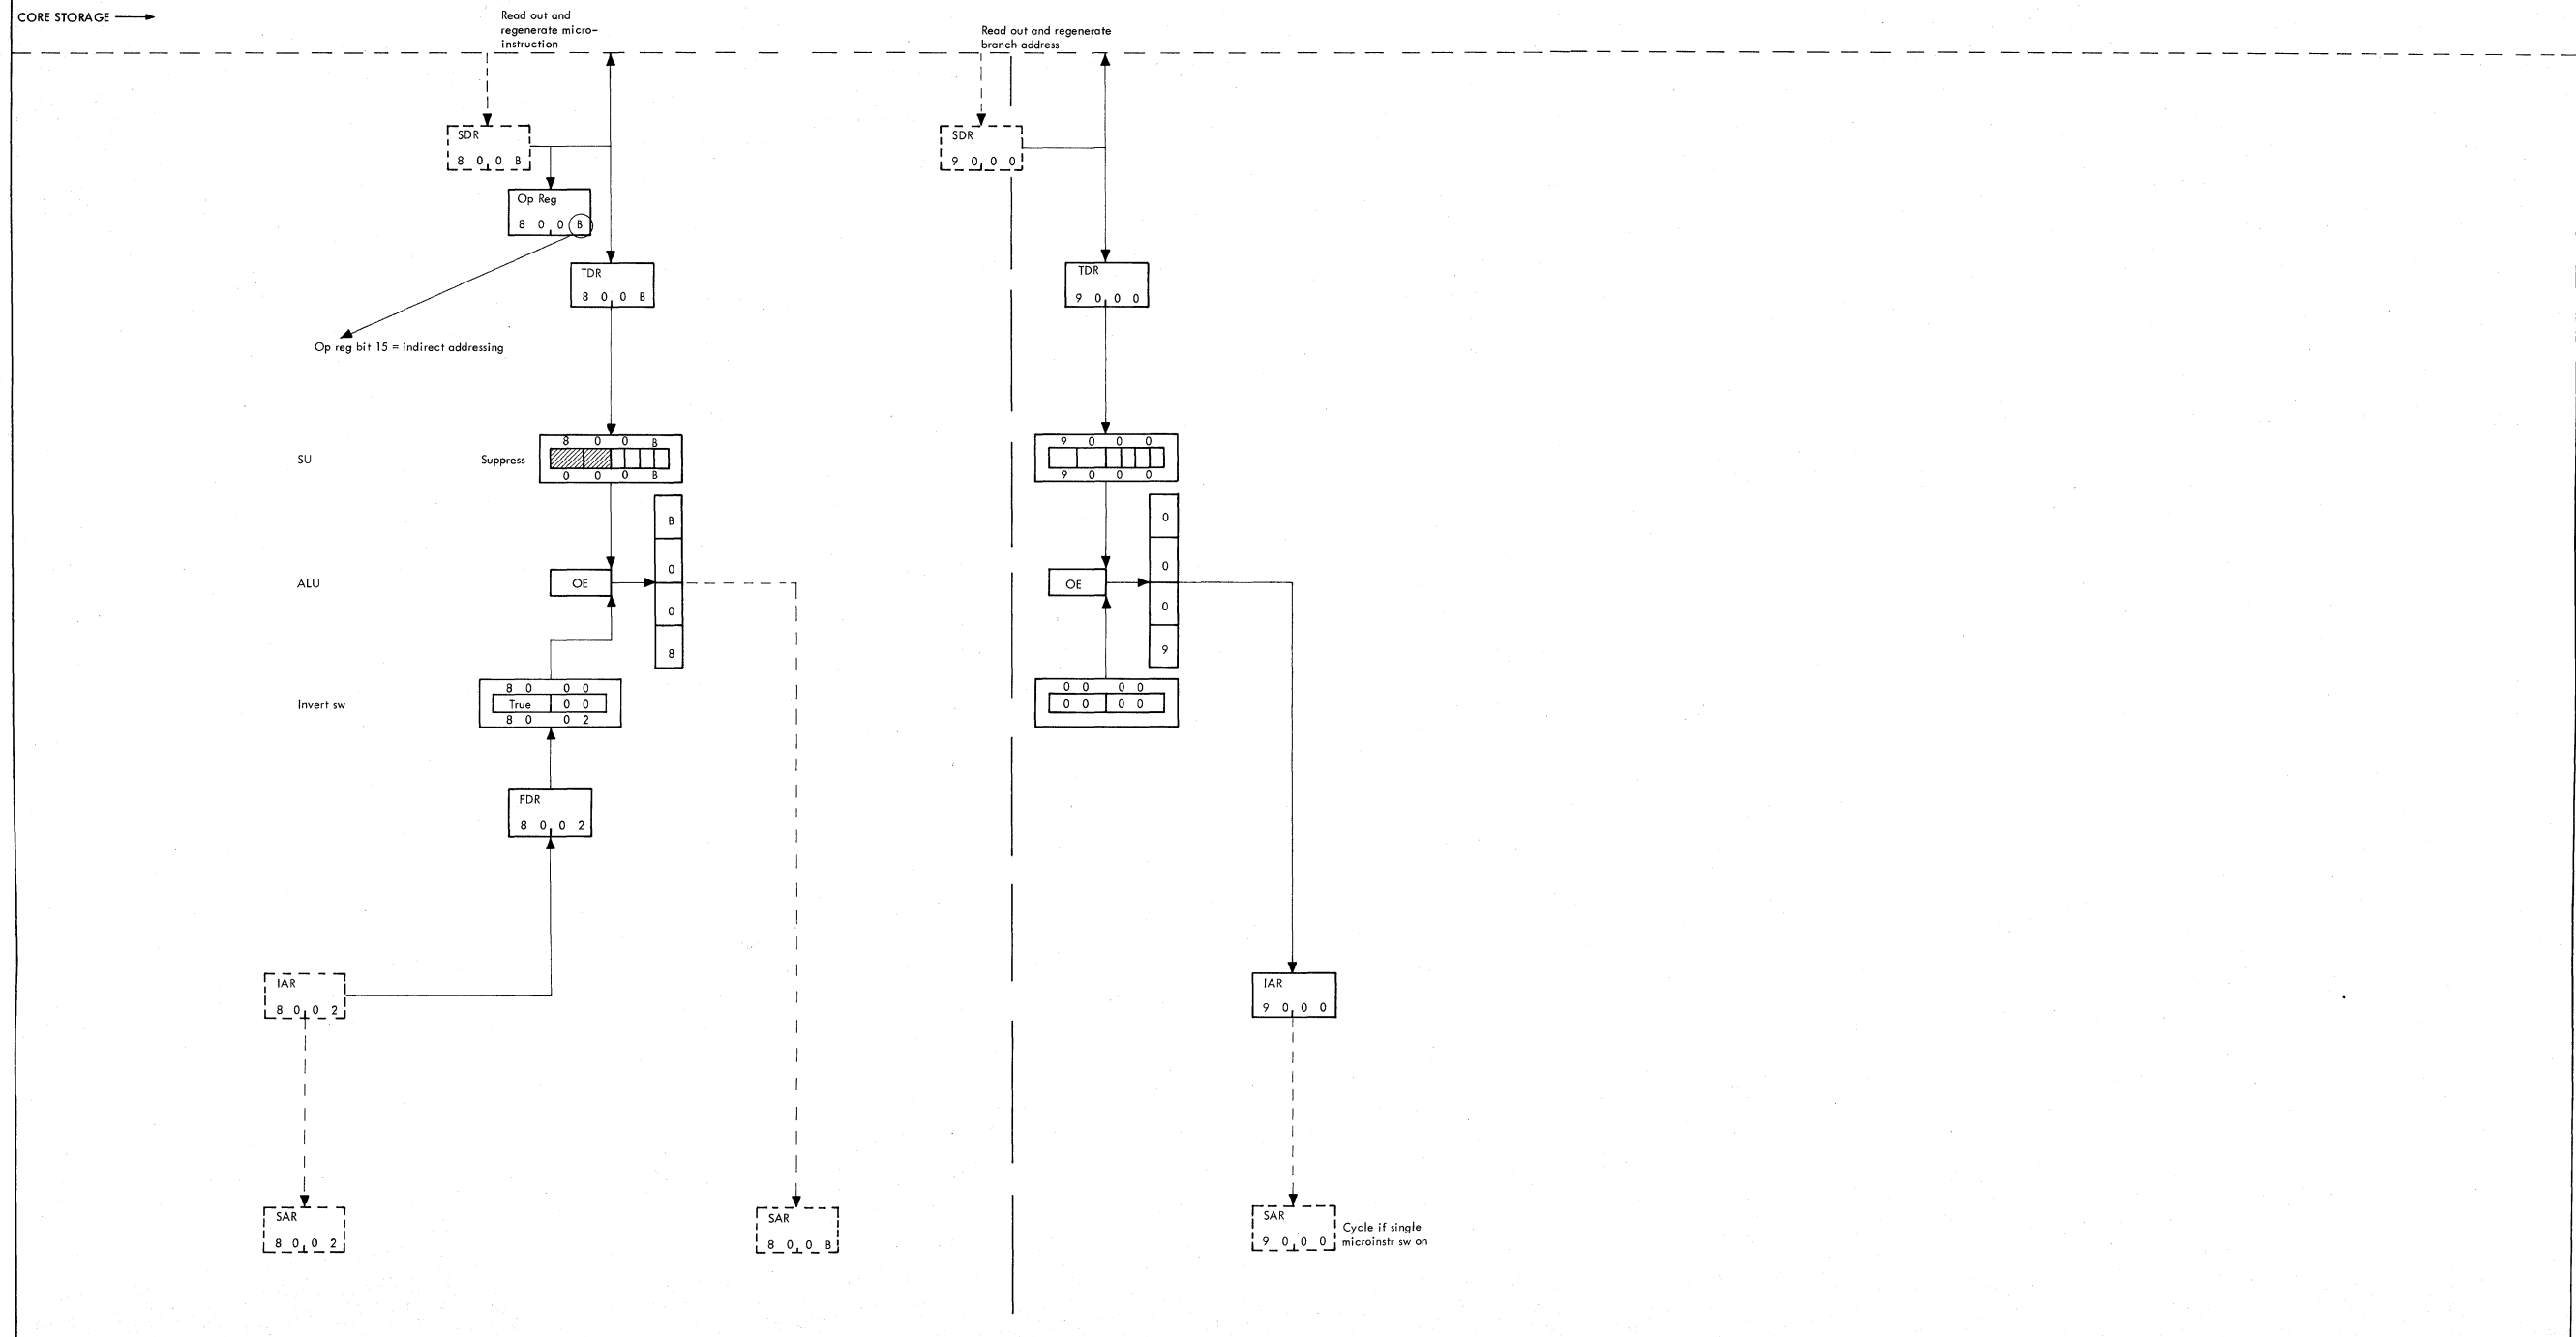 CORE STORAGE
Read out and
regenerate micro-
instruction
Read out and regenerate
branch address
SDR
8 0 0 B
SDR
9 0 0 0
Op Reg
8 0 0 B
TDR
8 0 0 B
TDR
9 0 0 0
Op reg bit 15 = indirect addressing
SU
Suppress
8 0 0 B
0 0 0 B
9 0 0 0
9 0 0 0
B
0
0
8
0
0
0
9
ALU
OE
OE
Invert sw
8 0 0 0
True 0 0
8 0 0 2
0 0 0 0
0 0 0 0
FDR
8 0 0 2
IAR
8 0 0 2
IAR
9 0 0 0
SAR
8 0 0 2
SAR
8 0 0 B
SAR
9 0 0 0
Cycle if single
microinstr sw on